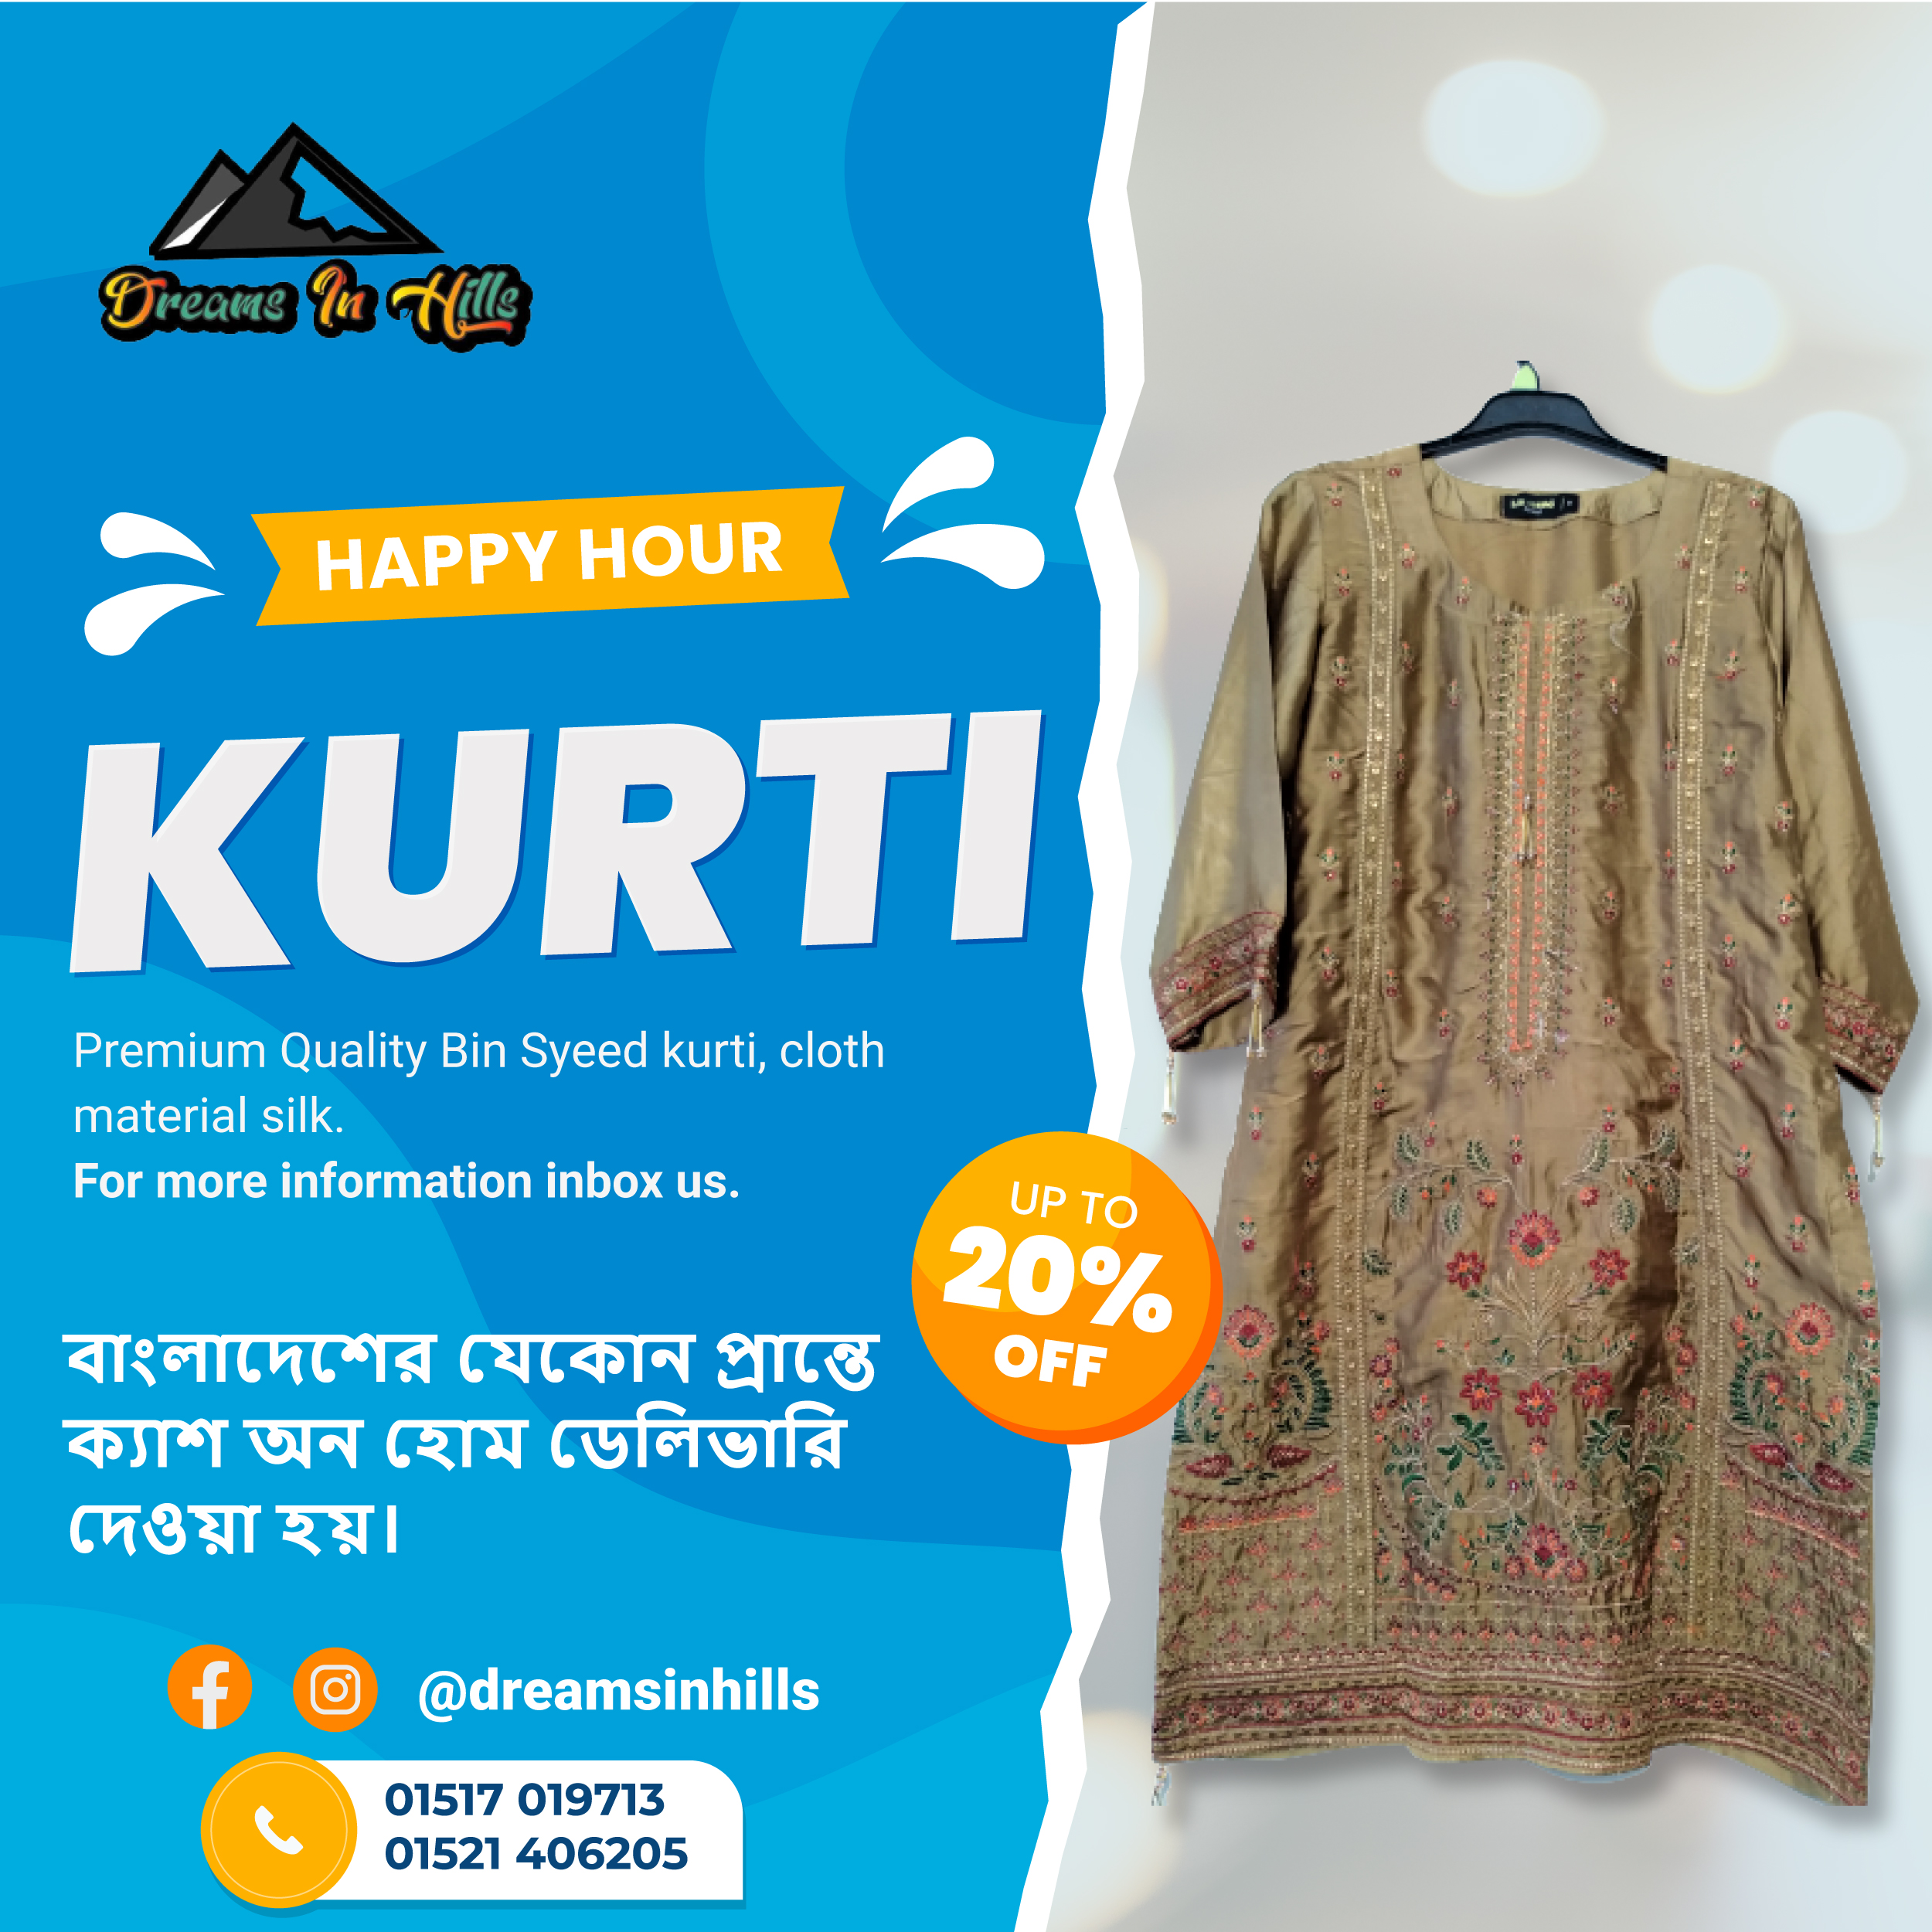 Dreams In Hills
HAPPY HOUR
KURTI
Premium Quality Bin Syeed kurti, cloth
material silk.
For more information inbox us.
UP TO
20%
OFF
বাংলাদেশের যেকোন প্রান্তে
ক্যাশ অন হোম ডেলিভারি
দেওয়া হয়।
@dreamsinhills
01517 019713
01521 406205